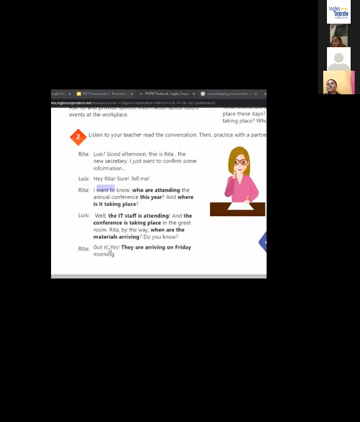 inglés
place these days?
events at the workplace.
taking place?
2 Listen to your teacher read the conversation. Then, practice with a partne
Rita: Luis? Good afternoon, this is Rita, the
new secretary. I just want to confirm some
information...
Luis: Hey Rita! Sure! Tell me!
Rita: I want to know, who are attending the
annual conference this year? And where
is it taking place?
Luis: Well, the IT staff is attending! And the
conference is taking place in the great
room. Rita, by the way, when are the
materials arriving? Do you know?
Rita: Got it! Yes! They are arriving on Friday
morning.